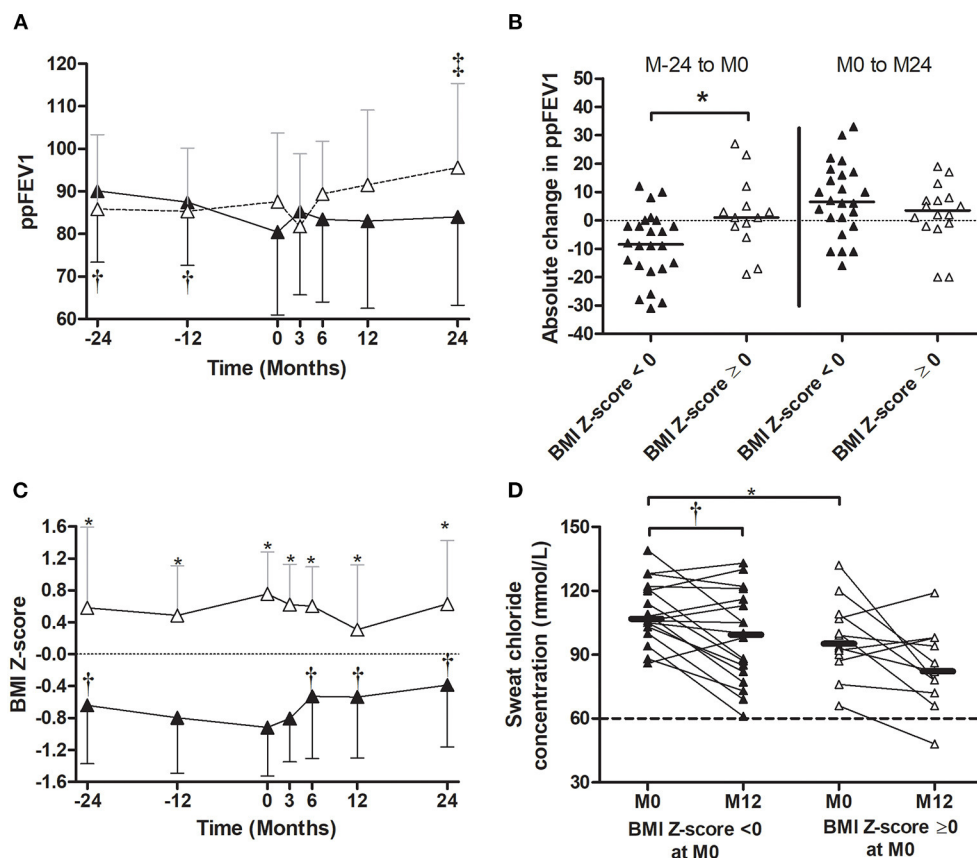 A
120
110
100
90
80
70
60
ppFEV1
‡
†
†
-24
-12
0
3
6
12
24
Time (Months)
B
M-24 to M0
M0 to M24
*
Absolute change in ppFEV1
50
40
30
20
10
0
-10
-20
-30
-40
BMI Z-score < 0
BMI Z-score ≥ 0
BMI Z-score < 0
BMI Z-score ≥ 0
C
BMI Z-score
1.6
1.2
0.8
0.4
-0.0
-0.4
-0.8
-1.2
-1.6
*
*
*
*
*
*
*
†
†
†
†
-24
-12
0
3
6
12
24
Time (Months)
D
*
†
Sweat chloride
concentration (mmol/L)
150
120
90
60
30
M0
M12
M0
M12
BMI Z-score <0
at M0
BMI Z-score ≥0
at M0